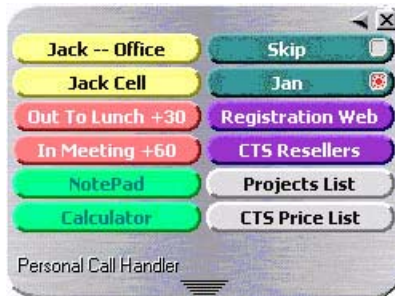 Jack -- Office
Skip
Jack Cell
Jan
Out To Lunch +30
Registration Web
In Meeting +60
CTS Resellers
NotePad
Projects List
Calculator
CTS Price List
Personal Call Handler